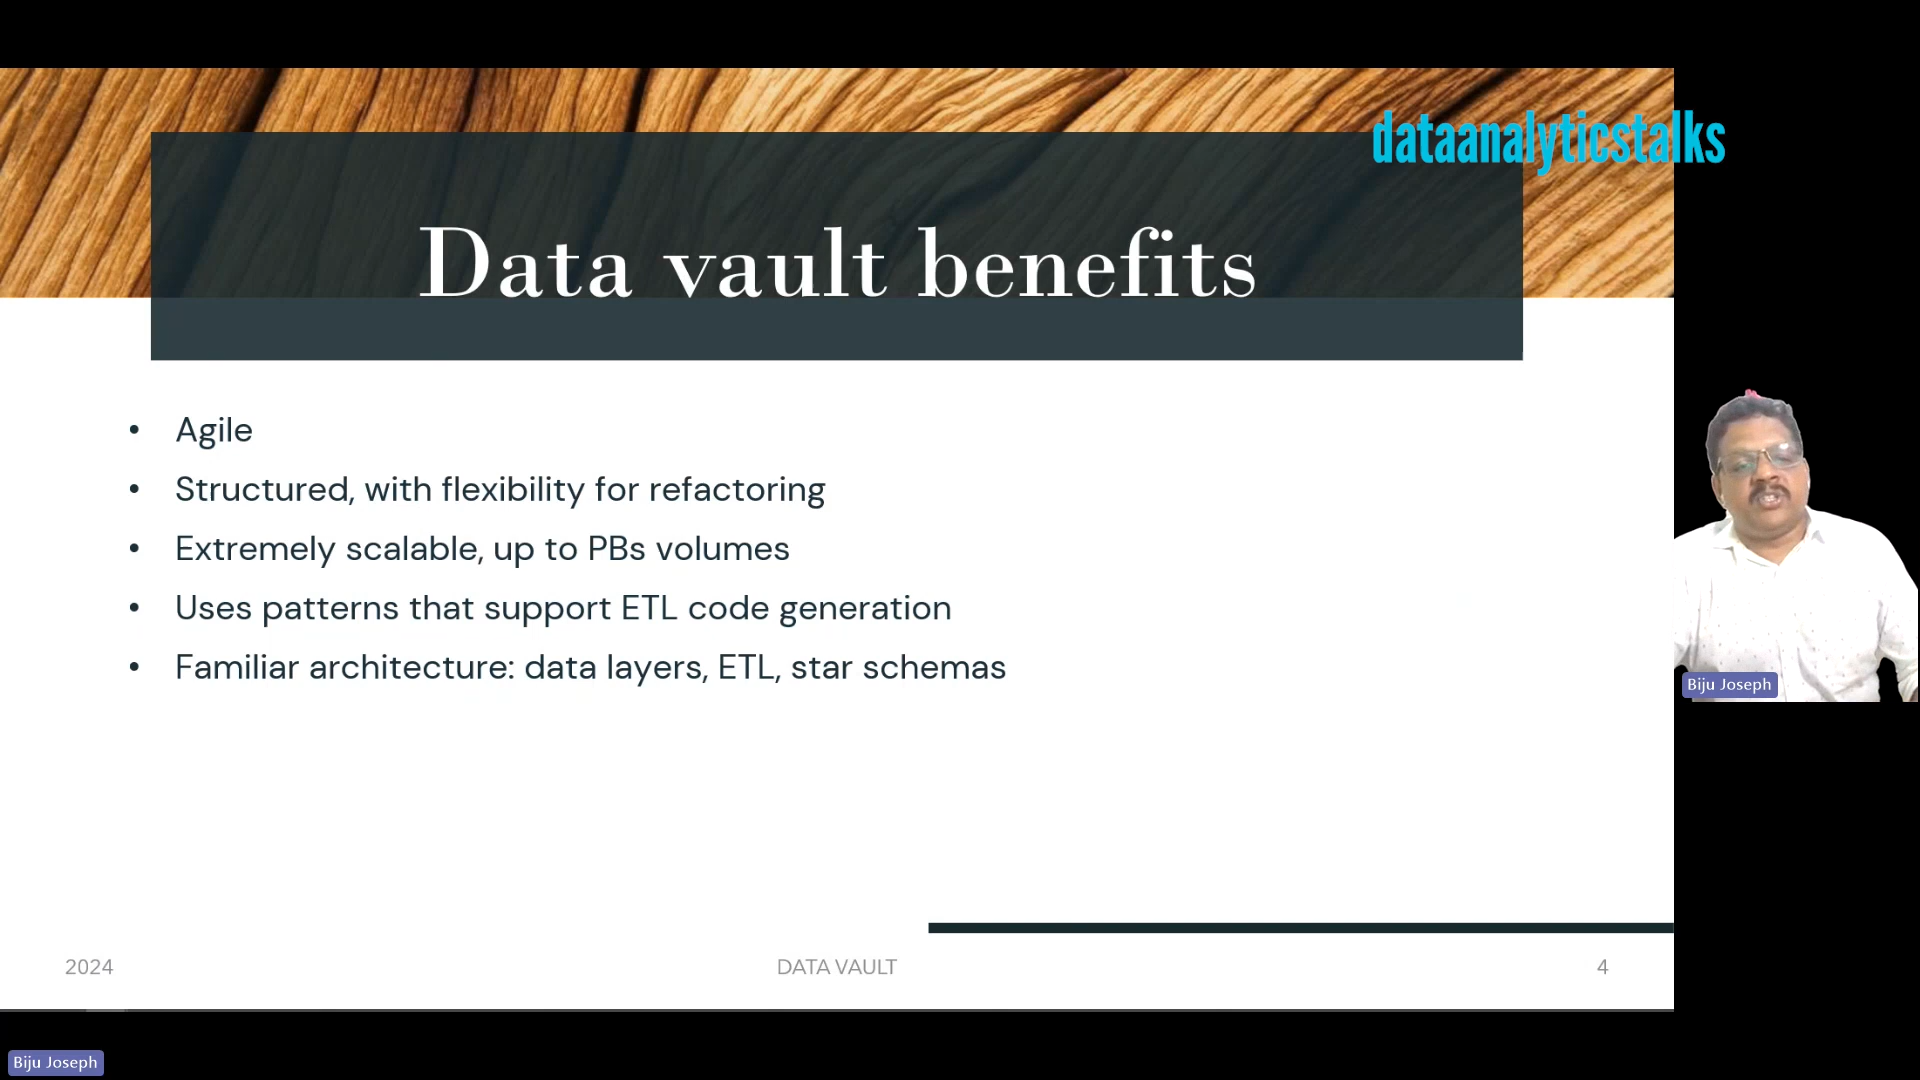 dataanalyticstalks
Data vault benefits
• Agile
• Structured, with flexibility for refactoring
• Extremely scalable, up to PBs volumes
• Uses patterns that support ETL code generation
• Familiar architecture: data layers, ETL, star schemas
Biju Joseph
2024
DATA VAULT
4
Biju Joseph